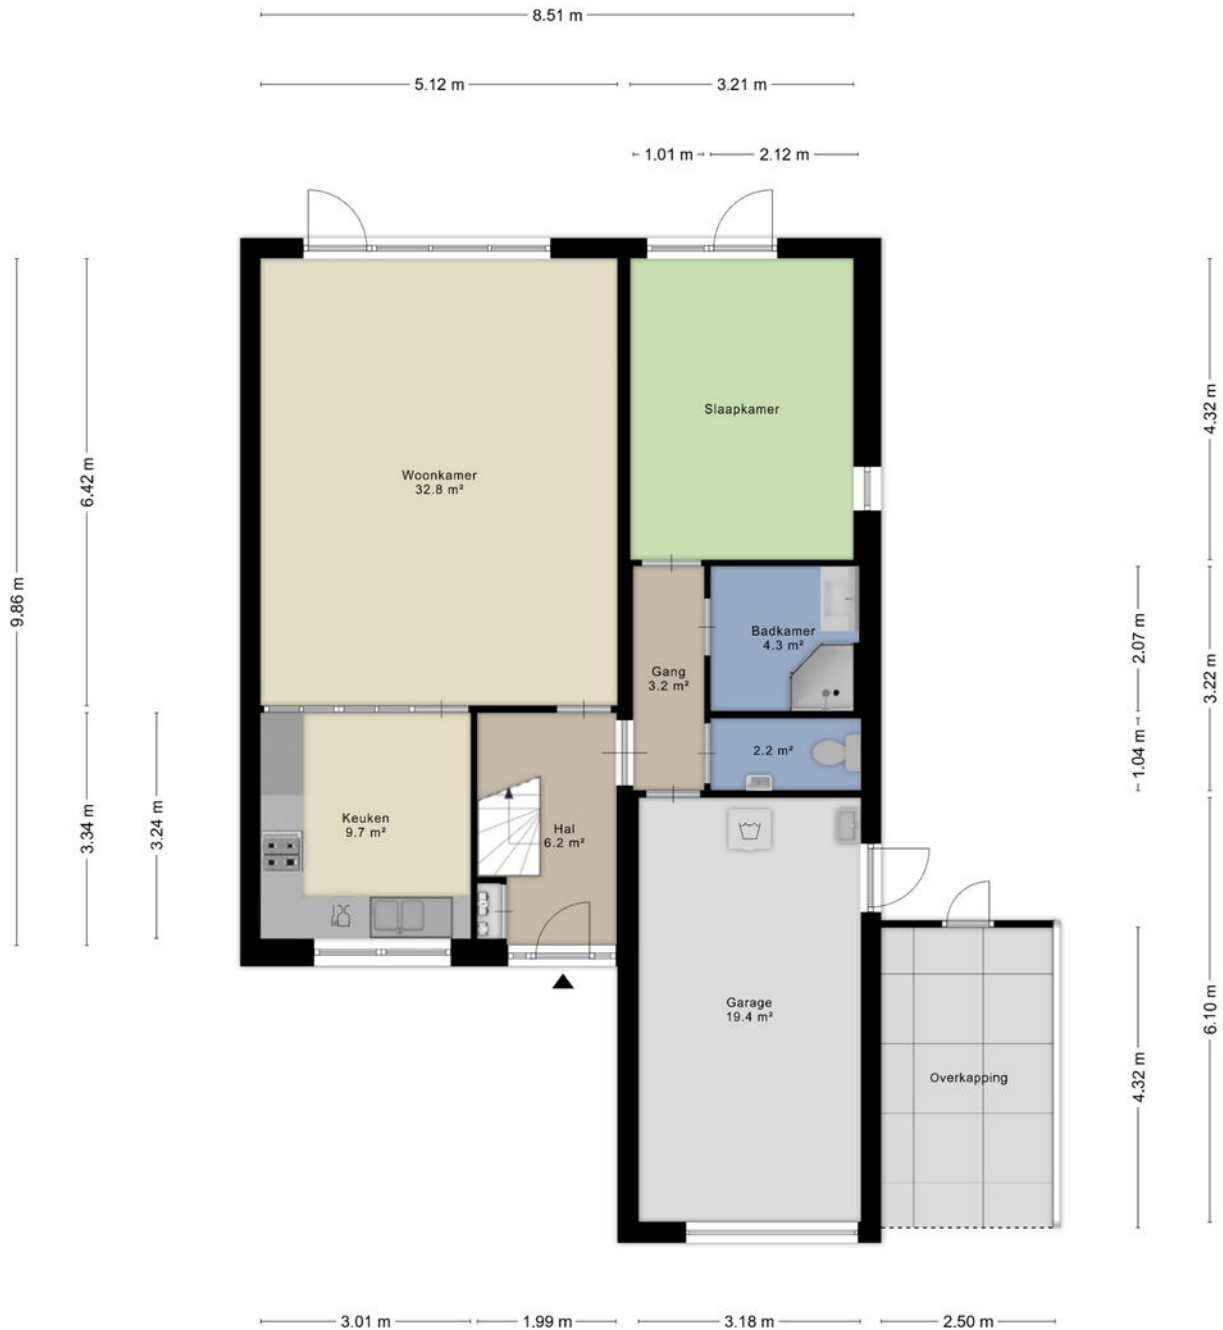 8.51 m
5.12 m
3.21 m
1.01 m
2.12 m
Slaapkamer
4.32 m
Woonkamer
32.8 m²
6.42 m
9.86 m
Badkamer
4.3 m²
2.07 m
Gang
3.2 m²
3.22 m
2.2 m²
1.04 m
Keuken
9.7 m²
Hal
6.2 m²
3.34 m
3.24 m
Garage
19.4 m²
6.10 m
Overkapping
4.32 m
3.01 m
1.99 m
3.18 m
2.50 m